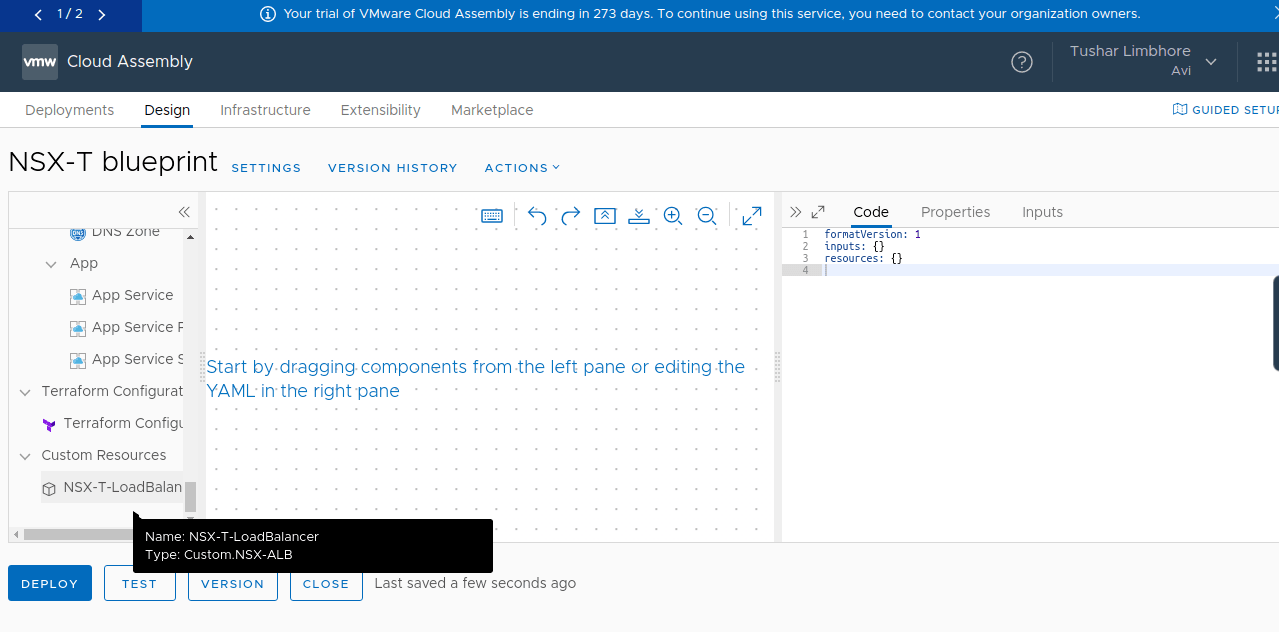 1 / 2
Your trial of VMware Cloud Assembly is ending in 273 days. To continue using this service, you need to contact your organization owners.
vmw Cloud Assembly
Tushar Limbhore
Avi
Deployments Design Infrastructure Extensibility Marketplace
GUIDED SETUP
NSX-T blueprint SETTINGS VERSION HISTORY ACTIONS
DNS Zone
App
App Service
App Service P
App Service S
Terraform Configurat
Terraform Configu
Custom Resources
NSX-T-LoadBalan
Start by dragging components from the left pane or editing the
YAML in the right pane
Code Properties Inputs
1 formatVersion: 1
2 inputs: {}
3 resources: {}
4
Name: NSX-T-LoadBalancer
Type: Custom.NSX-ALB
DEPLOY TEST VERSION CLOSE Last saved a few seconds ago